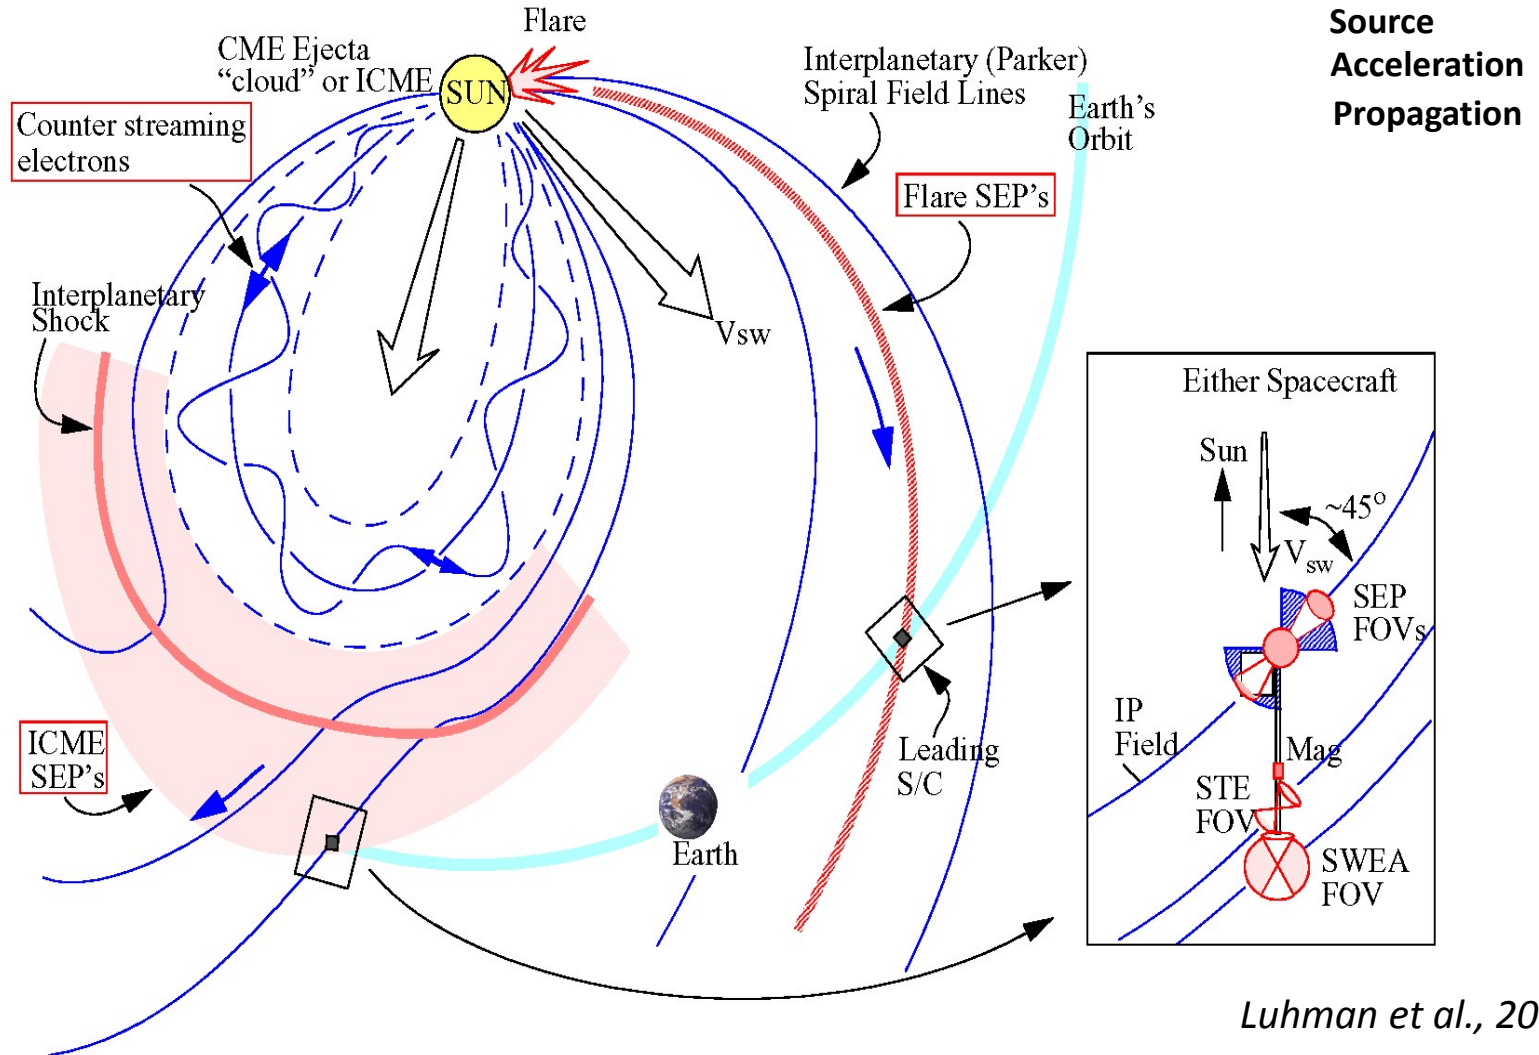 Source
Acceleration
Propagation
Flare
CME Ejecta
“cloud” or ICME
SUN
Interplanetary (Parker)
Spiral Field Lines
Earth's
Orbit
Counter streaming
electrons
Flare SEP's
Interplanetary
Shock
Vsw
ICME
SEP's
Leading
S/C
Earth
Either Spacecraft
Sun
~45°
V sw
SEP
FOVs
IP
Field
Mag
STE
FOV
SWEA
FOV
Luhman et al., 20